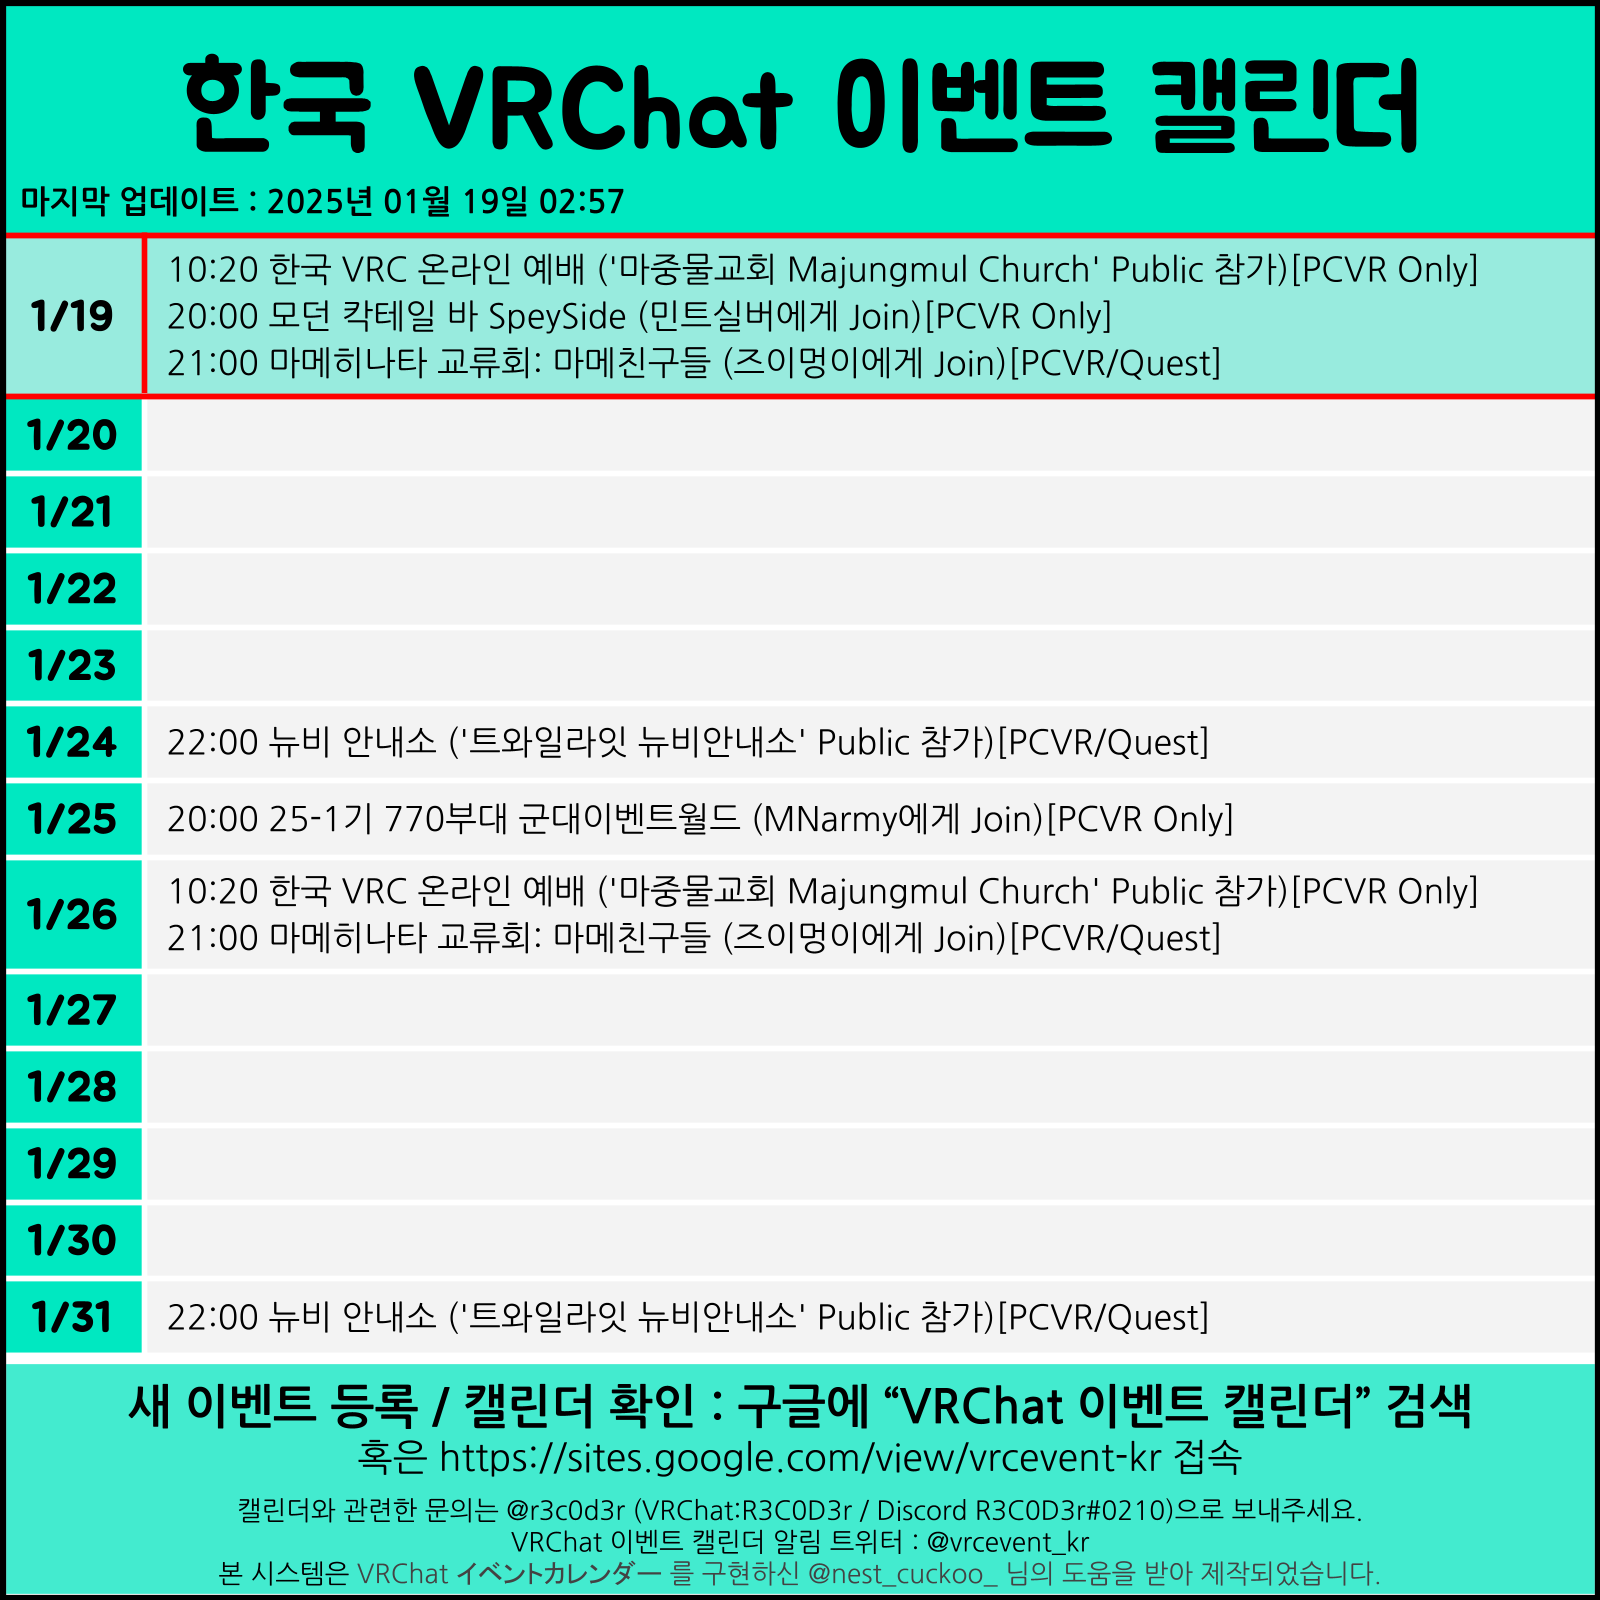 한국 VRChat 이벤트 캘린더
마지막 업데이트 : 2025년 01월 19일 02:57
1/19
10:20 한국 VRC 온라인 예배 ('마중물교회 Majungmul Church' Public 참가)[PCVR Only]
20:00 모던 칵테일 바 SpeySide (민트실버에게 Join)[PCVR Only]
21:00 마메히나타 교류회: 마메친구들 (즈이멍이에게 Join)[PCVR/Quest]
1/20
1/21
1/22
1/23
1/24
22:00 뉴비 안내소 ('트와일라잇 뉴비안내소' Public 참가)[PCVR/Quest]
1/25
20:00 25-1기 770부대 군대이벤트월드 (MNarmy에게 Join)[PCVR Only]
1/26
10:20 한국 VRC 온라인 예배 ('마중물교회 Majungmul Church' Public 참가)[PCVR Only]
21:00 마메히나타 교류회: 마메친구들 (즈이멍이에게 Join)[PCVR/Quest]
1/27
1/28
1/29
1/30
1/31
22:00 뉴비 안내소 ('트와일라잇 뉴비안내소' Public 참가)[PCVR/Quest]
새 이벤트 등록 / 캘린더 확인 : 구글에 “VRChat 이벤트 캘린더” 검색
혹은 https://sites.google.com/view/vrcevent-kr 접속
캘린더와 관련한 문의는 @r3c0d3r (VRChat:R3C0D3r / Discord R3C0D3r#0210)으로 보내주세요.
VRChat 이벤트 캘린더 알림 트위터 : @vrcevent_kr
본 시스템은 VRChat イベントカレンダー 를 구현하신 @nest_cuckoo_ 님의 도움을 받아 제작되었습니다.